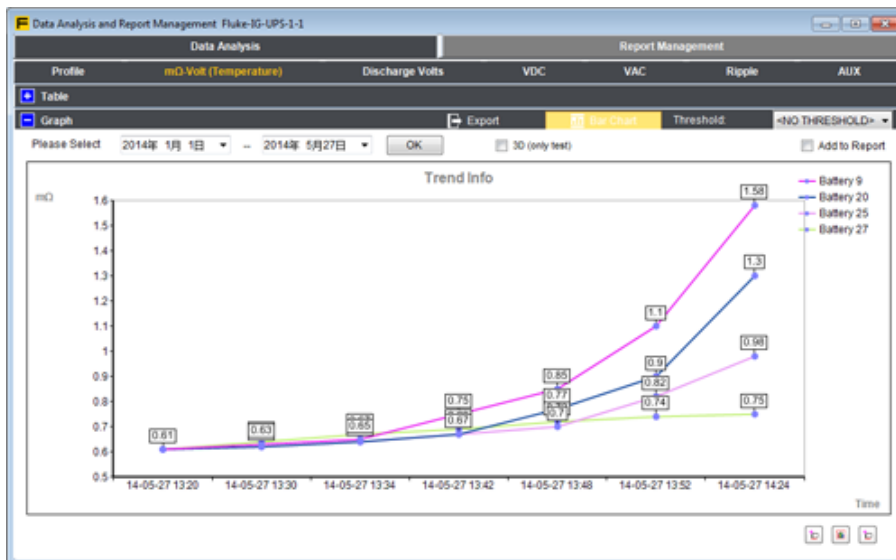 Data Analysis and Report Management Fluke-IG-UPS-1-1
Data Analysis Report Management
Profile mΩ-Volt (Temperature) Discharge Volts VDC VAC Ripple AUX
Table
Graph Export Bar Chart Threshold: <NO THRESHOLD>
Please Select 2014年 1月 1日 -- 2014年 5月27日 OK 3D (only test) Add to Report
Trend Info
mΩ
Battery 9
Battery 20
Battery 25
Battery 27
1.6
1.5
1.4
1.3
1.2
1.1
1
0.9
0.8
0.7
0.6
0.5
1.58
1.3
1.1
0.98
0.9
0.85
0.82
0.77
0.75
0.75
0.74
0.7
0.67
0.65
0.63
0.61
14-05-27 13:20 14-05-27 13:30 14-05-27 13:34 14-05-27 13:42 14-05-27 13:48 14-05-27 13:52 14-05-27 14:24
Time